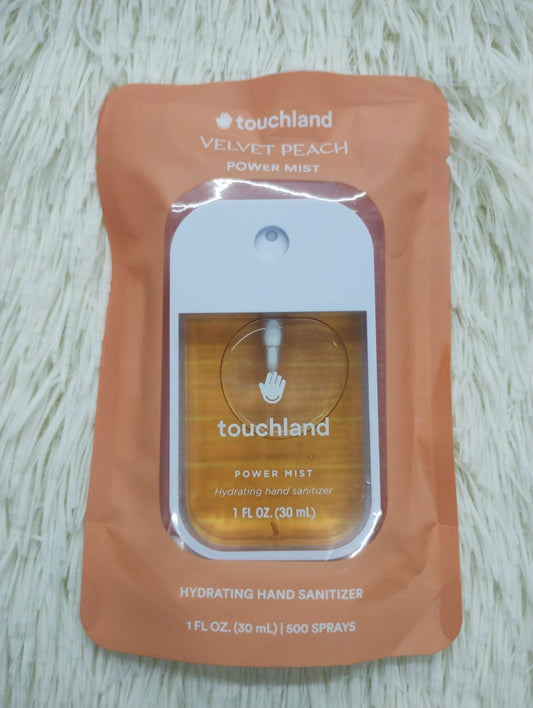 touchland
VELVET PEACH
POWER MIST
touchland
POWER MIST
Hydrating hand sanitizer
1 FL OZ. (30 mL)
HYDRATING HAND SANITIZER
1 FL OZ. (30 mL) | 500 SPRAYS